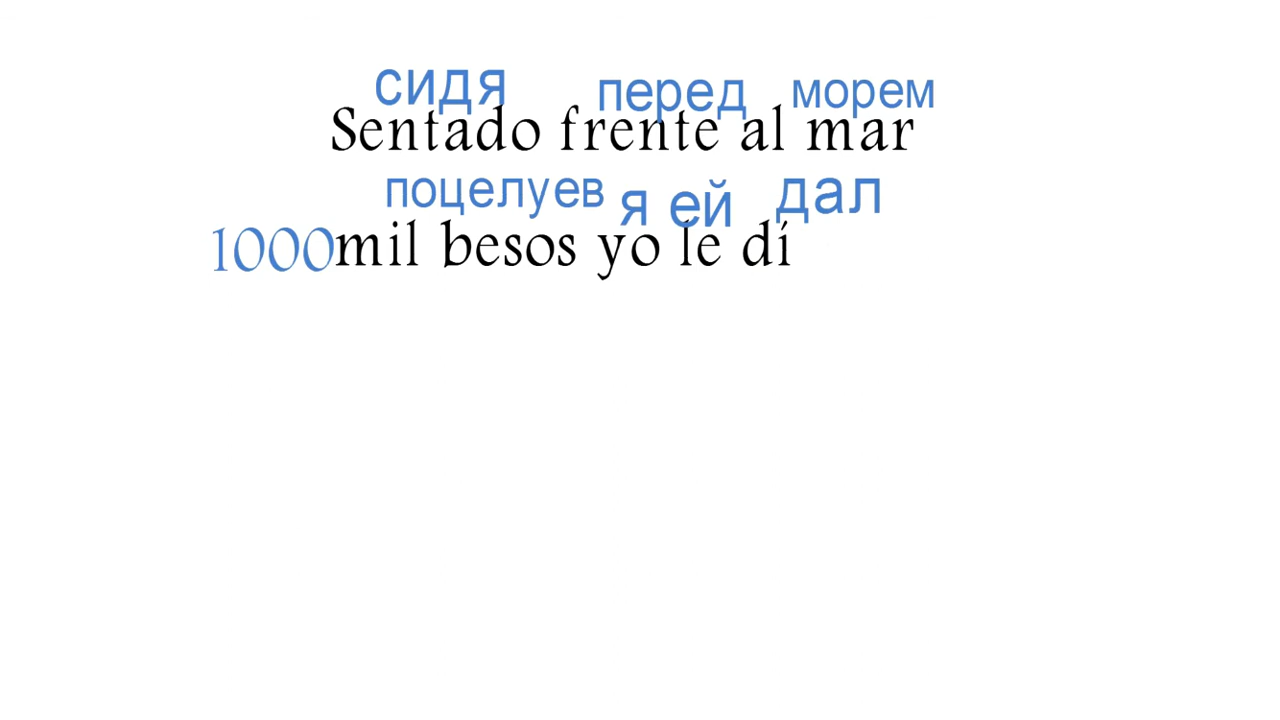 сидя перед морем
Sentado frente al mar
поцелуев я ей дал
1000 mil besos yo le dí